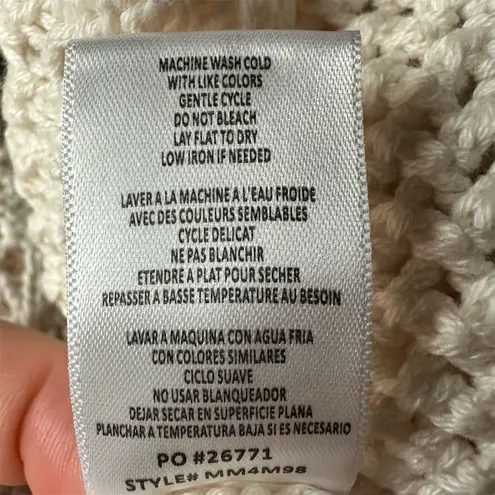 MACHINE WASH COLD
WITH LIKE COLORS
GENTLE CYCLE
DO NOT BLEACH
LAY FLAT TO DRY
LOW IRON IF NEEDED
LAVER A LA MACHINE À L'EAU FROIDE
AVEC DES COULEURS SEMBLABLES
CYCLE DELICAT
NE PAS BLANCHIR
ETENDRE A PLAT POUR SECHER
REPASSER A BASSE TEMPERATURE AU BESOIN
LAVAR A MAQUINA CON AGUA FRIA
CON COLORES SIMILARES
CICLO SUAVE
NO USAR BLANQUEADOR
DEJAR SECAR EN SUPERFICIE PLANA
PLANCHAR A TEMPERATURA BAJA SI ES NECESARIO
PO #26771
STYLE# MM4M98